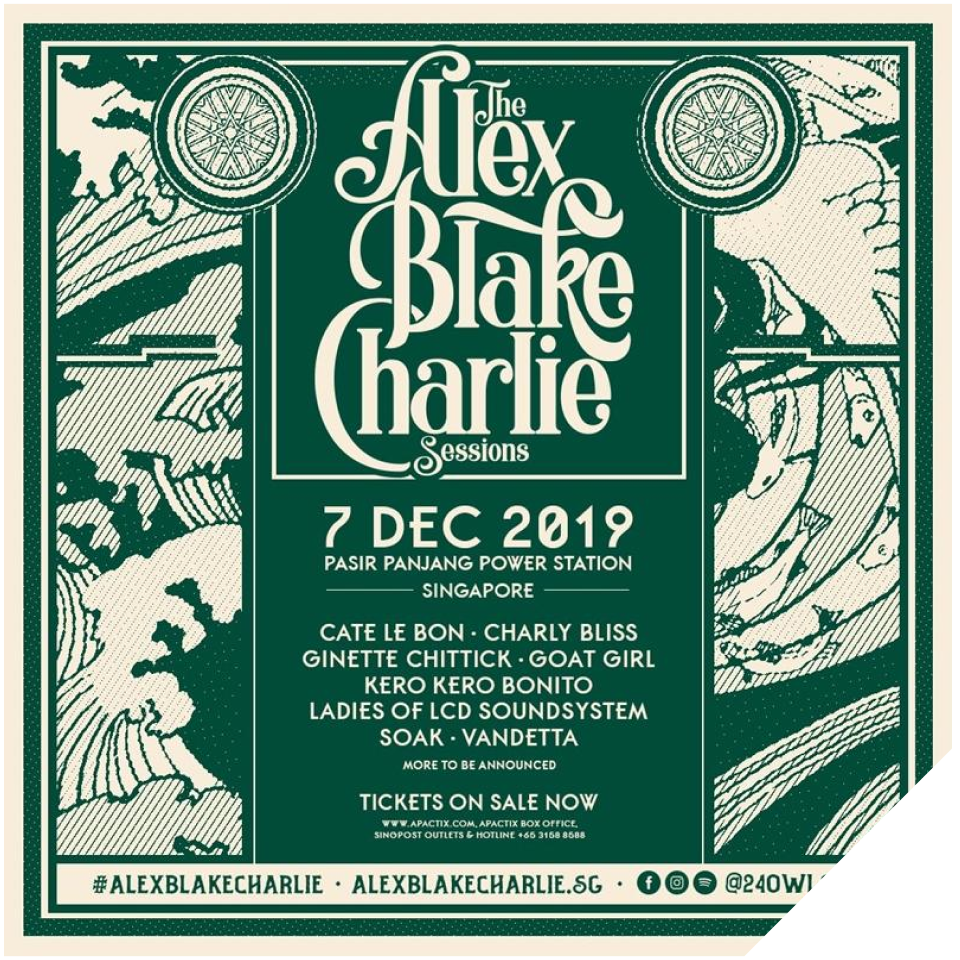 The
Alex
Blake
Charlie
Sessions
7 DEC 2019
PASIR PANJANG POWER STATION
SINGAPORE
CATE LE BON · CHARLY BLISS
GINETTE CHITTICK · GOAT GIRL
KERO KERO BONITO
LADIES OF LCD SOUNDSYSTEM
SOAK · VANDETTA
MORE TO BE ANNOUNCED
TICKETS ON SALE NOW
WWW.APACTIX.COM, APACTIX BOX OFFICE,
SINGPOST OUTLETS & HOTLINE +65 3158 8588
#ALEXBLAKECHARLIE · ALEXBLAKECHARLIE.SG ·